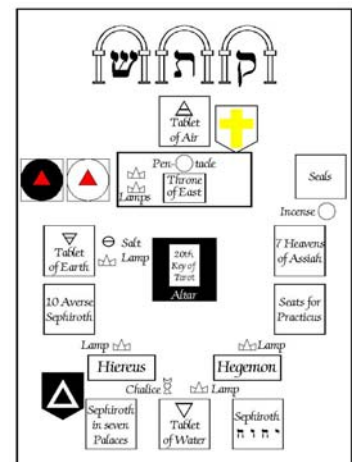 ש ת ק
Tablet
of Air
Pen- tacle
Throne
of East
Lamps
Seals
Incense
Tablet
of Earth
Salt
Lamp
20th
Key of
Tarot
Altar
7 Heavens
of Assiah
10 Averse
Sephiroth
Seats for
Practicus
Lamp
Lamp
Hiereus
Hegemon
Chalice
Lamp
Sephiroth
in seven
Palaces
Tablet
of Water
Sephiroth
יהוה